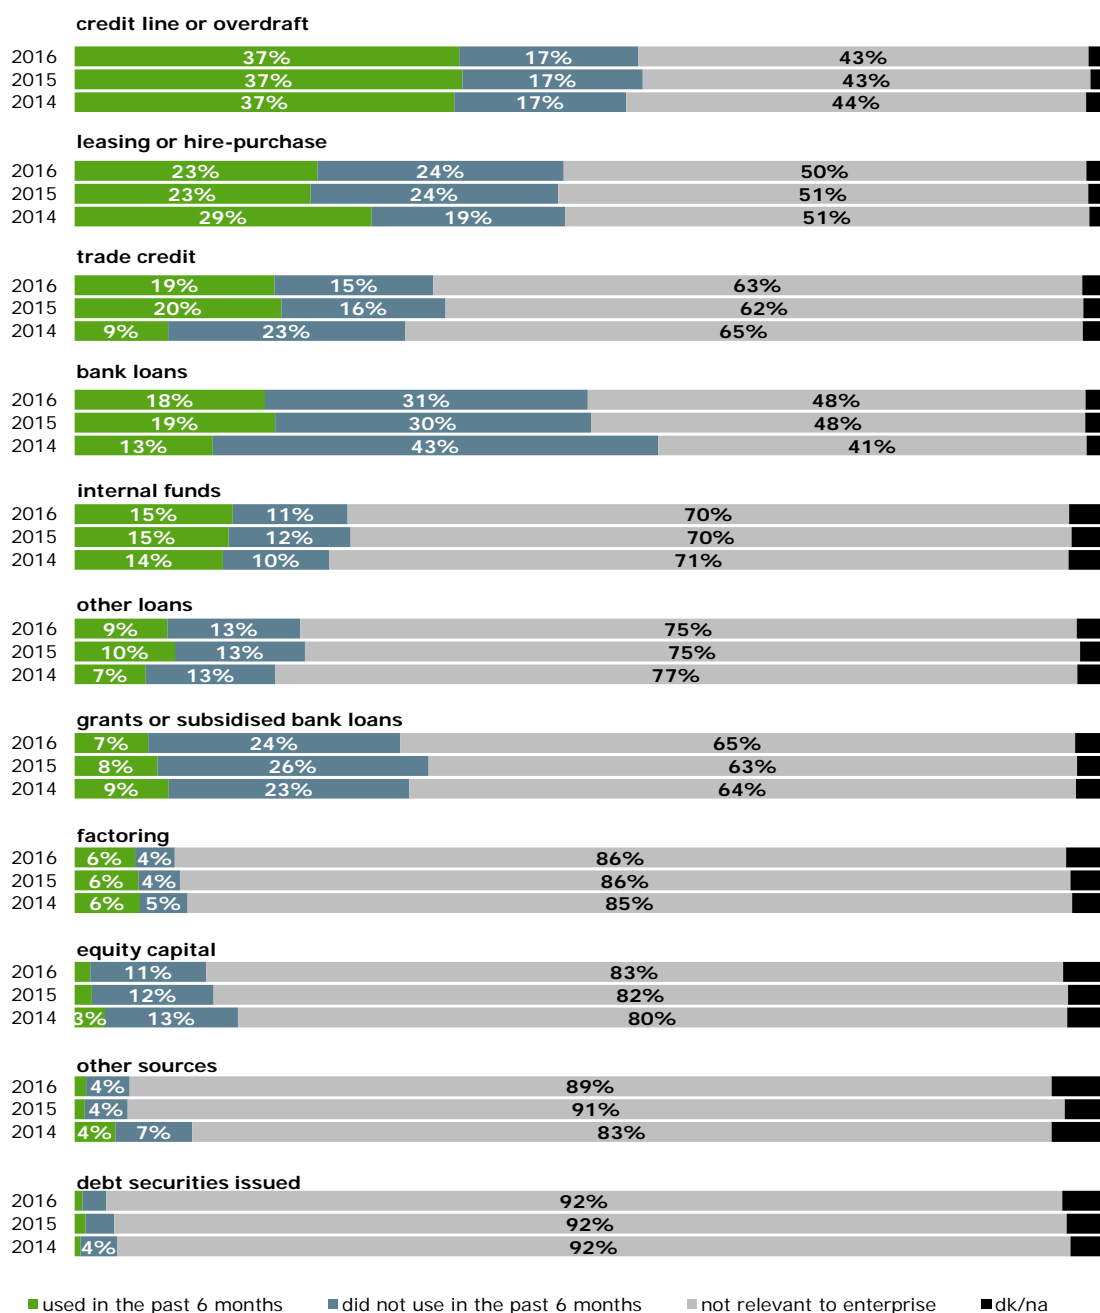 credit line or overdraft
2016 37% 17% 43%
2015 37% 17% 43%
2014 37% 17% 44%
leasing or hire-purchase
2016 23% 24% 50%
2015 23% 24% 51%
2014 29% 19% 51%
trade credit
2016 19% 15% 63%
2015 20% 16% 62%
2014 9% 23% 65%
bank loans
2016 18% 31% 48%
2015 19% 30% 48%
2014 13% 43% 41%
internal funds
2016 15% 11% 70%
2015 15% 12% 70%
2014 14% 10% 71%
other loans
2016 9% 13% 75%
2015 10% 13% 75%
2014 7% 13% 77%
grants or subsidised bank loans
2016 7% 24% 65%
2015 8% 26% 63%
2014 9% 23% 64%
factoring
2016 6% 4% 86%
2015 6% 4% 86%
2014 6% 5% 85%
equity capital
2016 11% 83%
2015 12% 82%
2014 3% 13% 80%
other sources
2016 4% 89%
2015 4% 91%
2014 4% 7% 83%
debt securities issued
2016 92%
2015 92%
2014 4% 92%
used in the past 6 months did not use in the past 6 months not relevant to enterprise dk/na